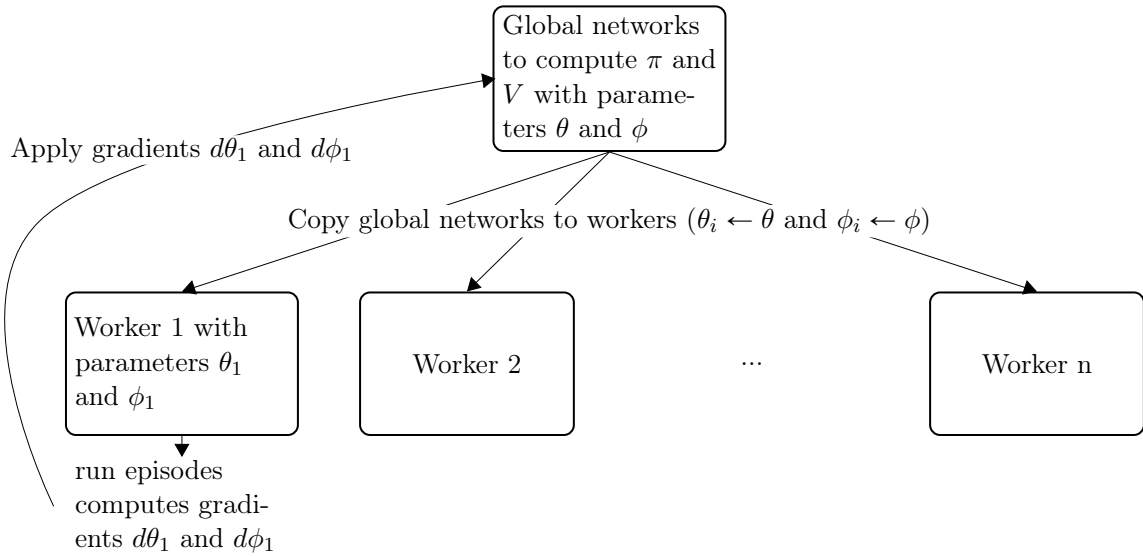 Global networks
to compute π and
V with parame-
ters θ and ϕ
Apply gradients dθ₁ and dϕ₁
Copy global networks to workers (θᵢ ← θ and ϕᵢ ← ϕ)
Worker 1 with
parameters θ₁
and ϕ₁
Worker 2
...
Worker n
run episodes
computes gradi-
ents dθ₁ and dϕ₁